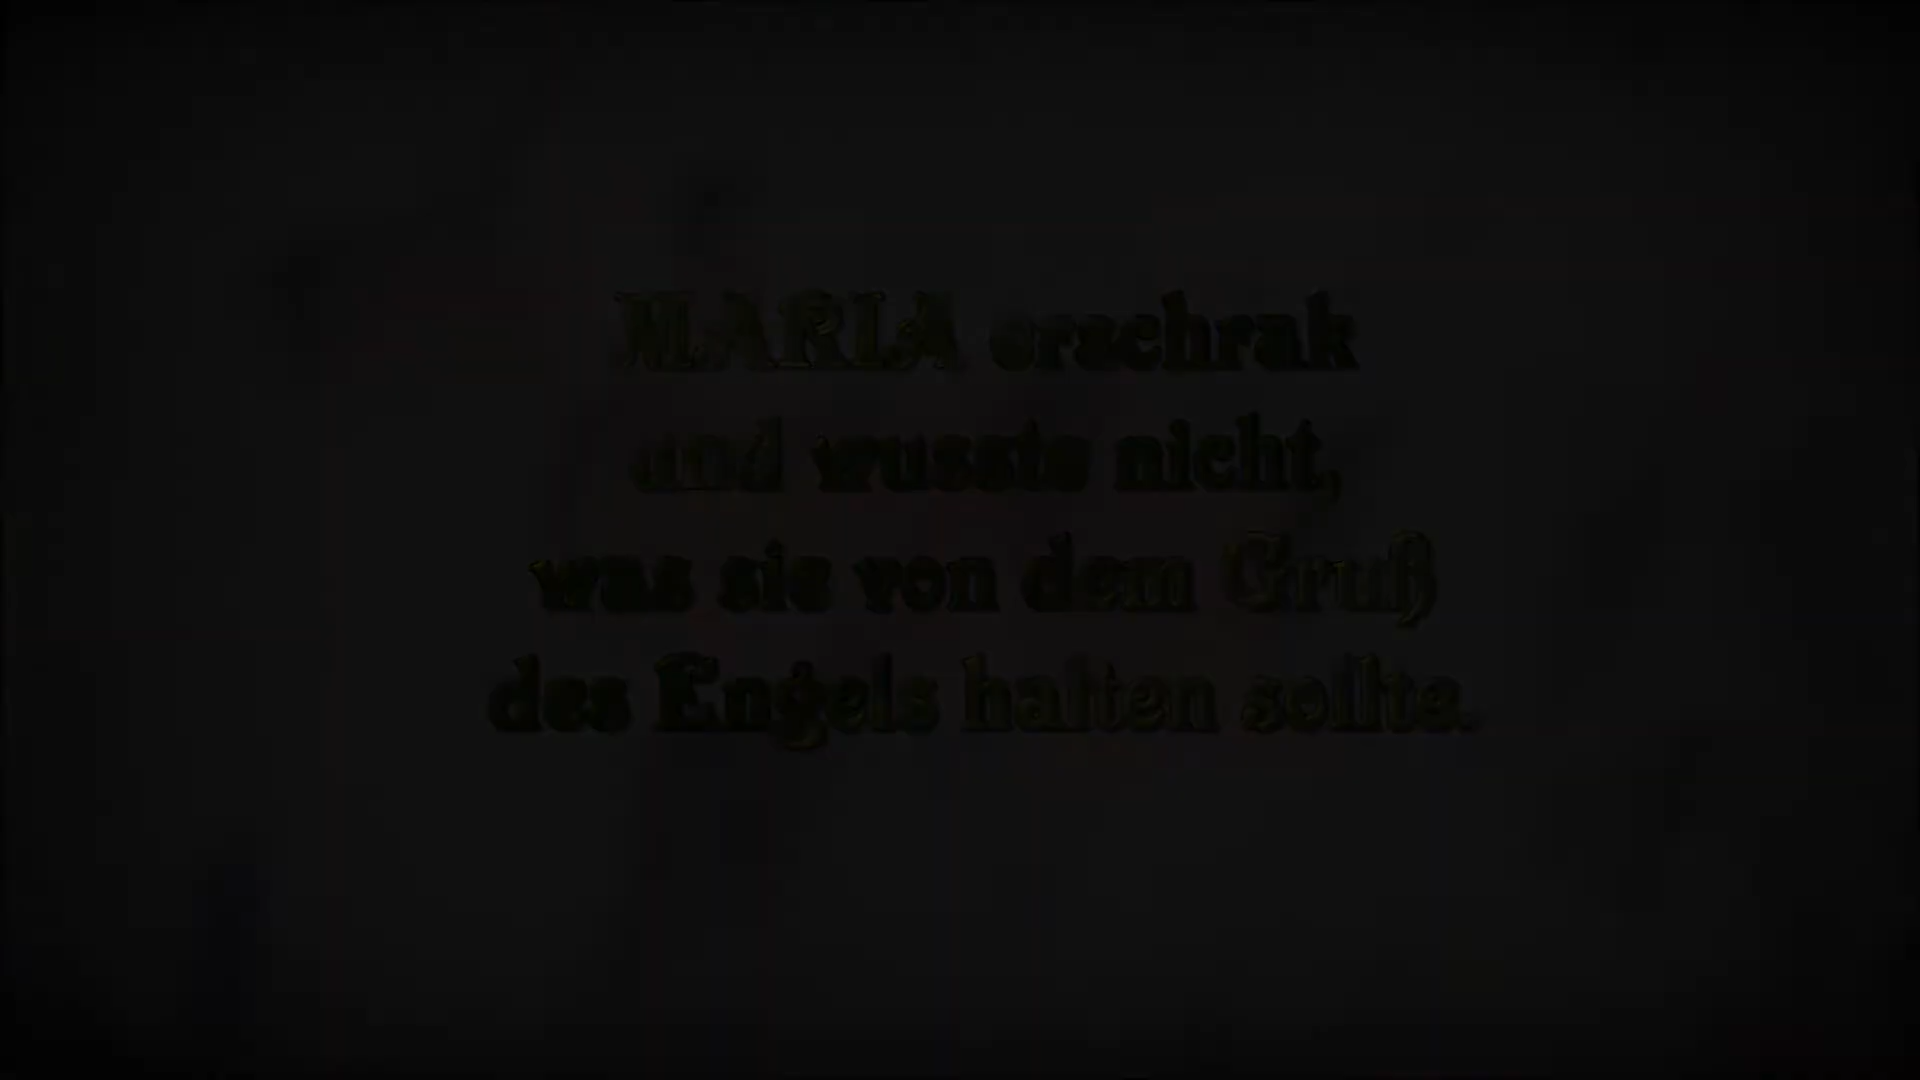 MARIA erschrak
und wusste nicht,
was sie von dem Gruß
des Engels halten sollte.